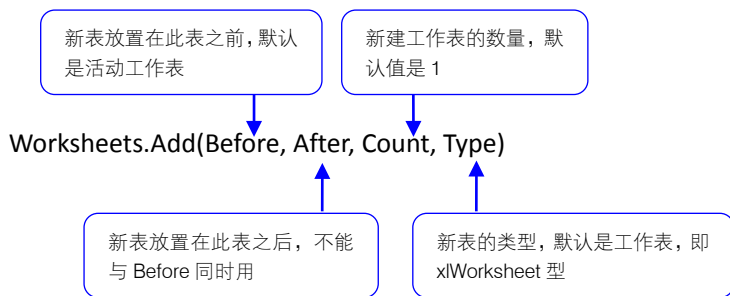 新表放置在此表之前，默认
是活动工作表
新建工作表的数量，默
认值是 1
Worksheets.Add(Before, After, Count, Type)
新表放置在此表之后，不能
与 Before 同时用
新表的类型，默认是工作表，即
xlWorksheet 型